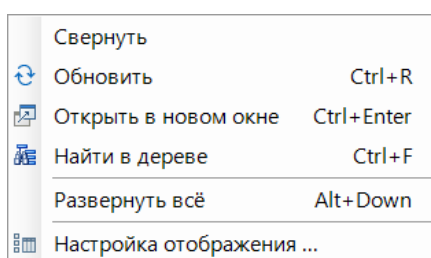 Свернуть
Обновить Ctrl+R
Открыть в новом окне Ctrl+Enter
Найти в дереве Ctrl+F
Развернуть всё Alt+Down
Настройка отображения ...